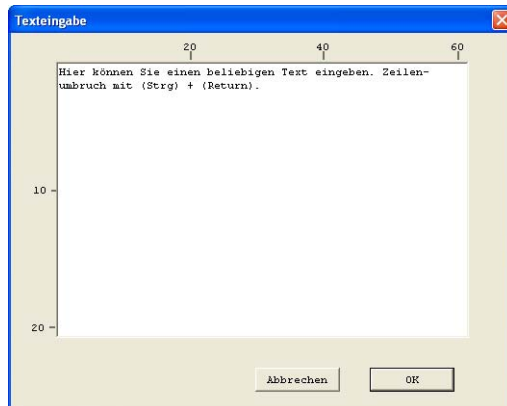 Texteingabe
20 40 60
Hier können Sie einen beliebigen Text eingeben. Zeilen-
umbruch mit (Strg) + (Return).
10
20
Abbrechen OK